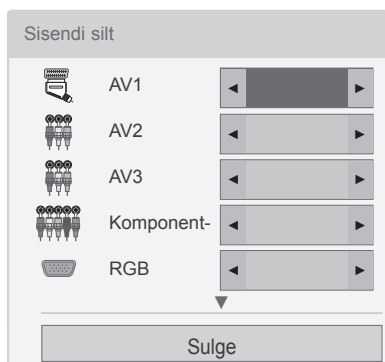 Sisendi silt
AV1
AV2
AV3
Komponent-
RGB
Sulge